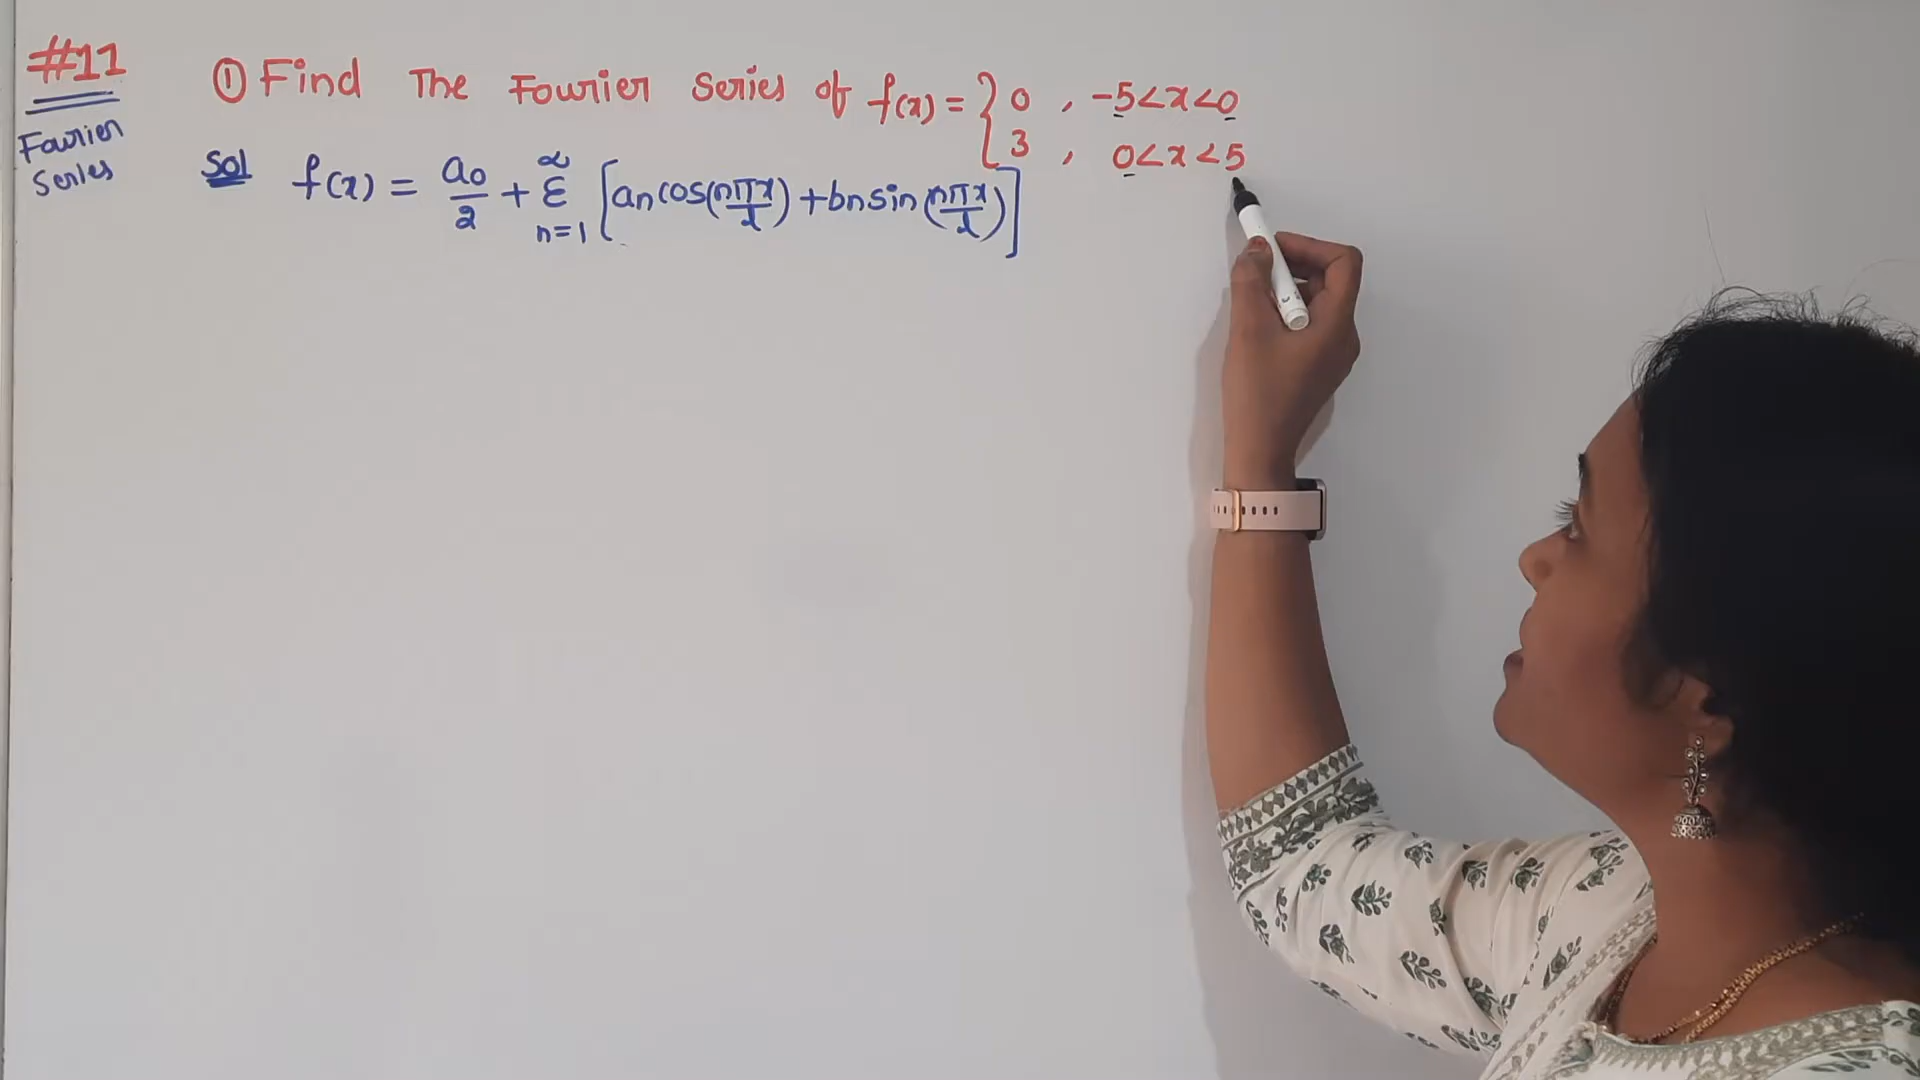 #11
Fourier
Series
① Find The Fourier Series of f(x) = { 0 , -5<x<0
3 , 0<x<5
Sol f(x) = a0/2 + Σ n=1 ∞ [an cos(nπx/l) + bn sin(nπx/l)]